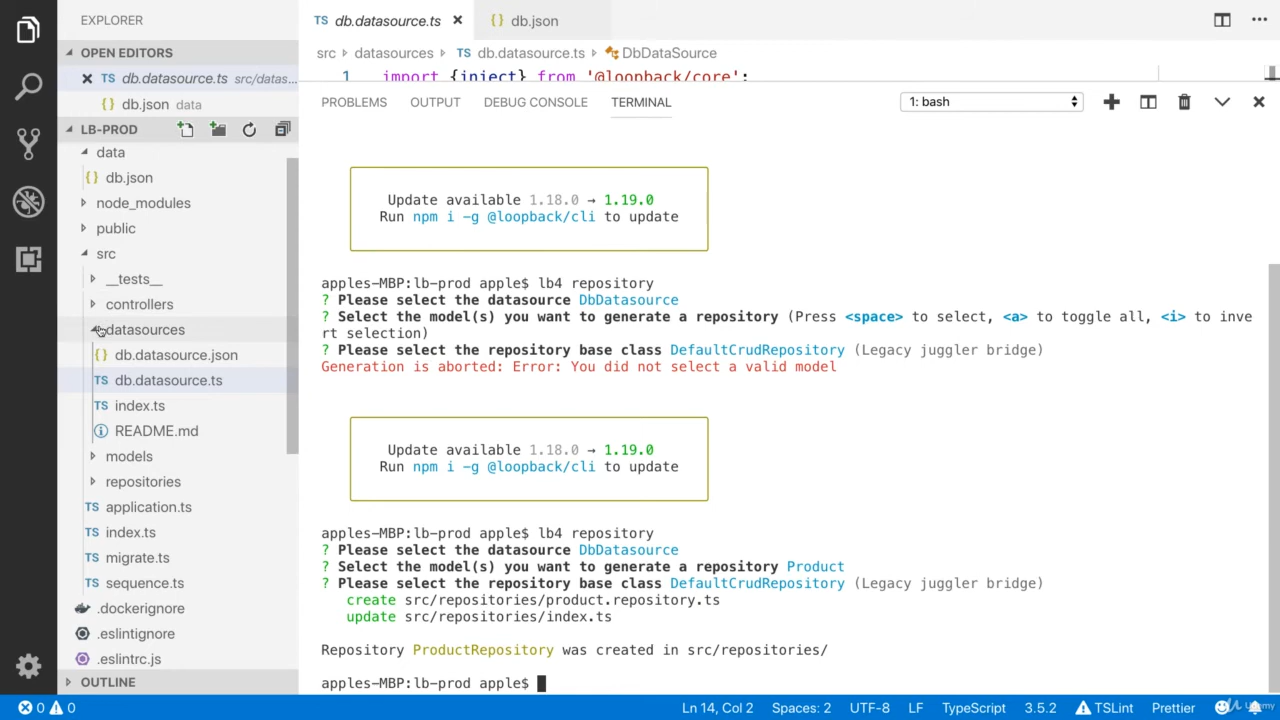 EXPLORER
OPEN EDITORS
db.datasource.ts src/datas...
db.json data
LB-PROD
data
db.json
node_modules
public
src
__tests__
controllers
datasources
db.datasource.json
db.datasource.ts
index.ts
README.md
models
repositories
application.ts
index.ts
migrate.ts
sequence.ts
.dockerignore
.eslintignore
.eslintrc.js
OUTLINE
TS db.datasource.ts
{} db.json
src datasources TS db.datasource.ts DbDataSource
1 import {inject} from '@loopback/core';
PROBLEMS OUTPUT DEBUG CONSOLE TERMINAL 1: bash
Update available 1.18.0 → 1.19.0
Run npm i -g @loopback/cli to update
apples-MBP:lb-prod apple$ lb4 repository
? Please select the datasource DbDatasource
? Select the model(s) you want to generate a repository (Press <space> to select, <a> to toggle all, <i> to inve
rt selection)
? Please select the repository base class DefaultCrudRepository (Legacy juggler bridge)
Generation is aborted: Error: You did not select a valid model
Update available 1.18.0 → 1.19.0
Run npm i -g @loopback/cli to update
apples-MBP:lb-prod apple$ lb4 repository
? Please select the datasource DbDatasource
? Select the model(s) you want to generate a repository Product
? Please select the repository base class DefaultCrudRepository (Legacy juggler bridge)
create src/repositories/product.repository.ts
update src/repositories/index.ts
Repository ProductRepository was created in src/repositories/
apples-MBP:lb-prod apple$
0 0 Ln 14, Col 2 Spaces: 2 UTF-8 LF TypeScript 3.5.2 TSLint Prettier
Udemy